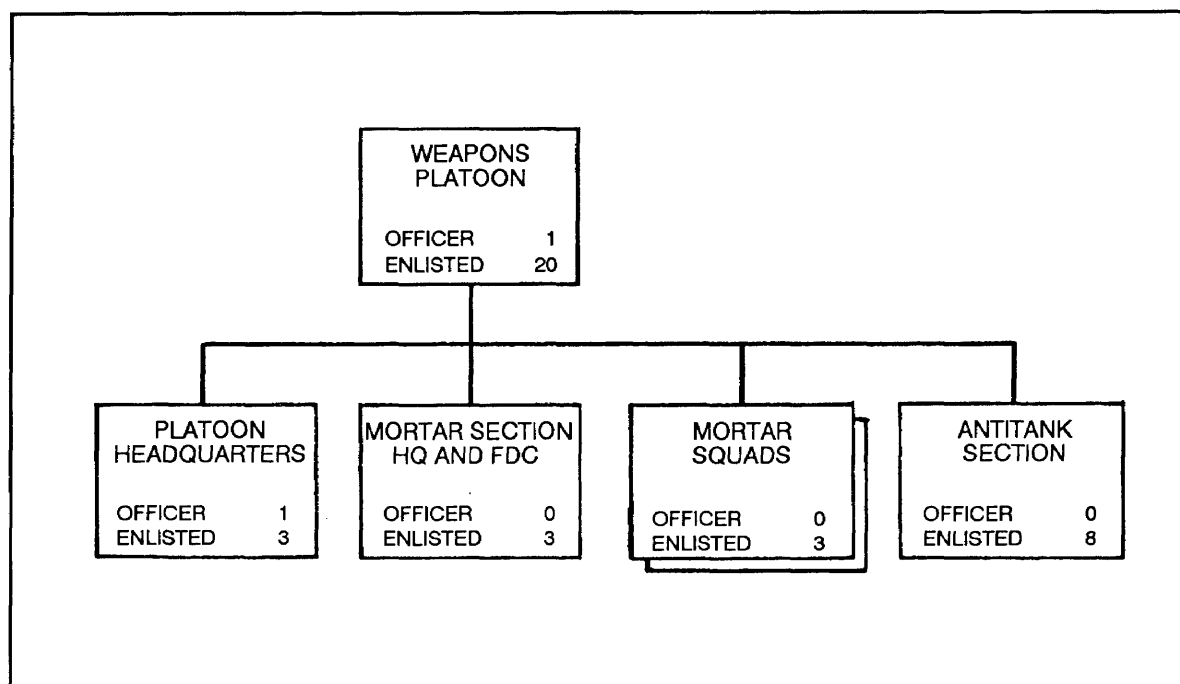 WEAPONS
PLATOON
OFFICER 1
ENLISTED 20
PLATOON
HEADQUARTERS
OFFICER 1
ENLISTED 3
MORTAR SECTION
HQ AND FDC
OFFICER 0
ENLISTED 3
MORTAR
SQUADS
OFFICER 0
ENLISTED 3
ANTITANK
SECTION
OFFICER 0
ENLISTED 8